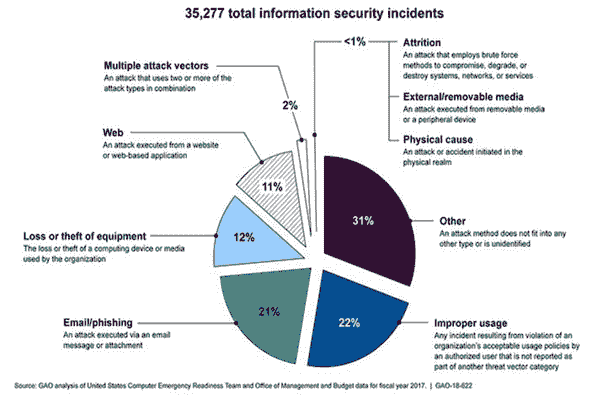 35,277 total information security incidents
<1%
Attrition
An attack that employs brute force
methods to compromise, degrade, or
destroy systems, networks, or services
Multiple attack vectors
An attack that uses two or more of the
attack types in combination
2%
External/removable media
An attack executed from removable media
or a peripheral device
Web
An attack executed from a website
or web-based application
Physical cause
An attack or accident initiated in the
physical realm
11%
31%
Other
An attack method does not fit into any
other type or is unidentified
Loss or theft of equipment
The loss or theft of a computing device or media
used by the organization
12%
Email/phishing
An attack executed via an email
message or attachment
21%
22%
Improper usage
Any incident resulting from violation of an
organization's acceptable usage policies by
an authorized user that is not reported as
part of another threat vector category
Source: GAO analysis of United States Computer Emergency Readiness Team and Office of Management and Budget data for fiscal year 2017. | GAO-18-622